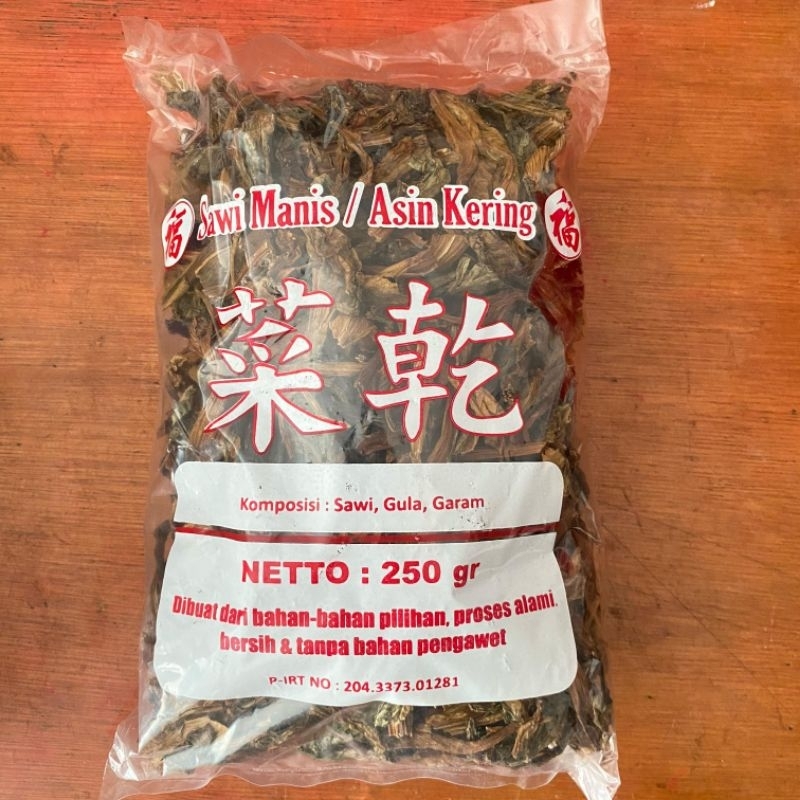 福 Sawi Manis / Asin Kering 福
菜乾
Komposisi : Sawi, Gula, Garam
NETTO : 250 gr
Dibuat dari bahan-bahan pilihan, proses alami.
bersih & tanpa bahan pengawet
P-IRT NO : 204.3373.01281